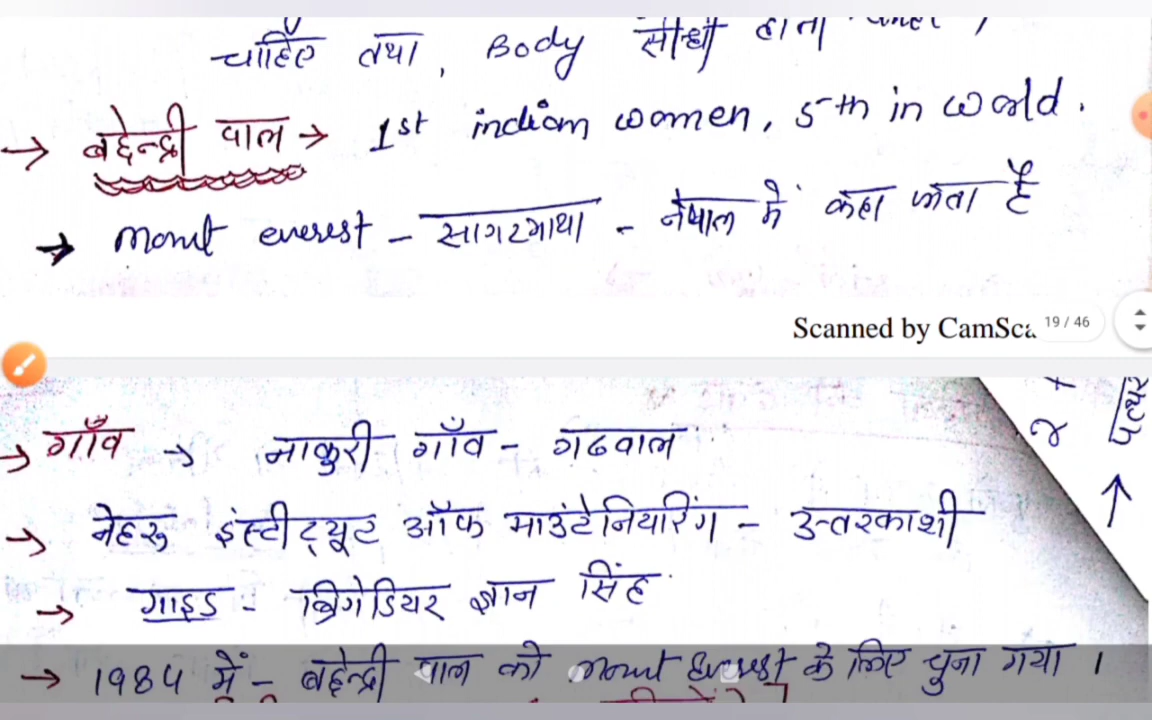 चाहिए तथा, Body सीधी होनी चाहिए,
→ बछेन्द्री पाल → 1st indian women, 5th in world.
→ mount everest - सागरमाथा - नेपाल में कहा जाता है
Scanned by CamSca
19 / 46
→ गाँव → नाकुरी गाँव - गढवाल
→ नेहरु इंस्टीट्यूट ऑफ माउंटेनियरिंग - उत्तरकाशी
→ गाइड - ब्रिगेडियर ज्ञान सिंह
→ 1984 में - बछेन्द्री पाल को mount Everest के लिए चुना गया ।